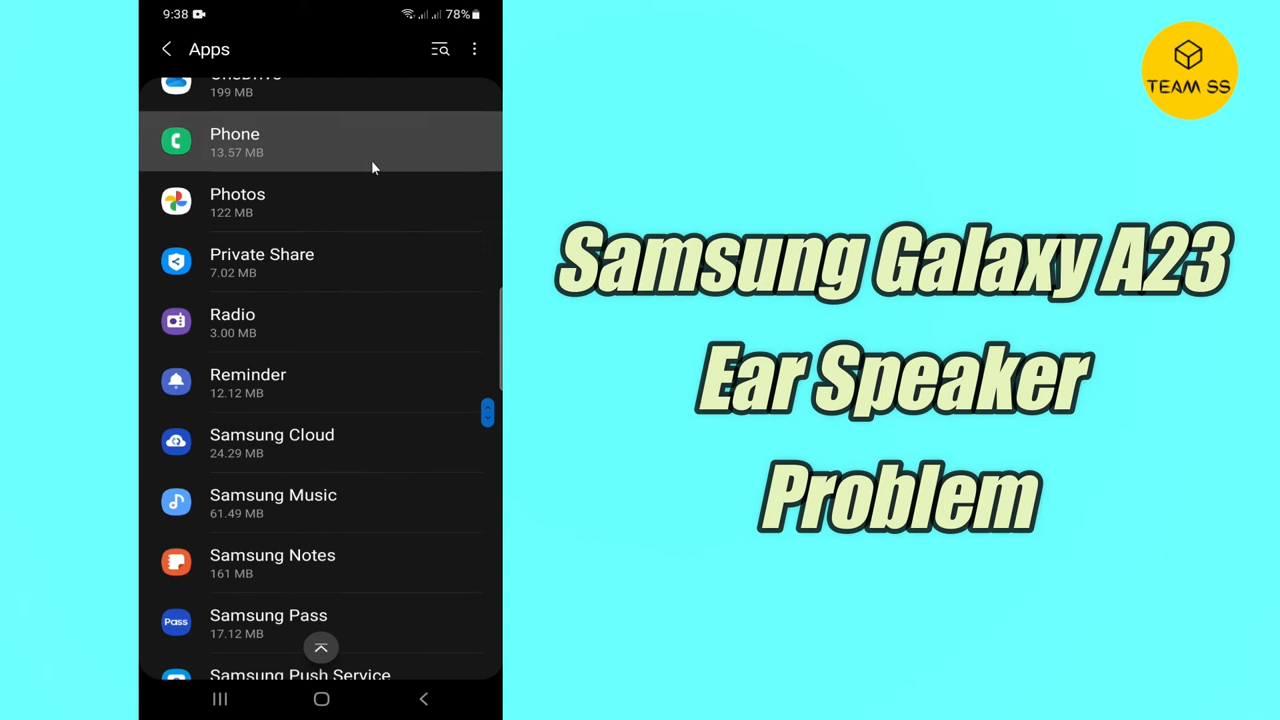 9:38
78%
Apps
OneDrive
199 MB
Phone
13.57 MB
Photos
122 MB
Private Share
7.02 MB
Radio
3.00 MB
Reminder
12.12 MB
Samsung Cloud
24.29 MB
Samsung Music
61.49 MB
Samsung Notes
161 MB
Pass
Samsung Pass
17.12 MB
Samsung Push Service
TEAM SS
Samsung Galaxy A23
Ear Speaker
Problem